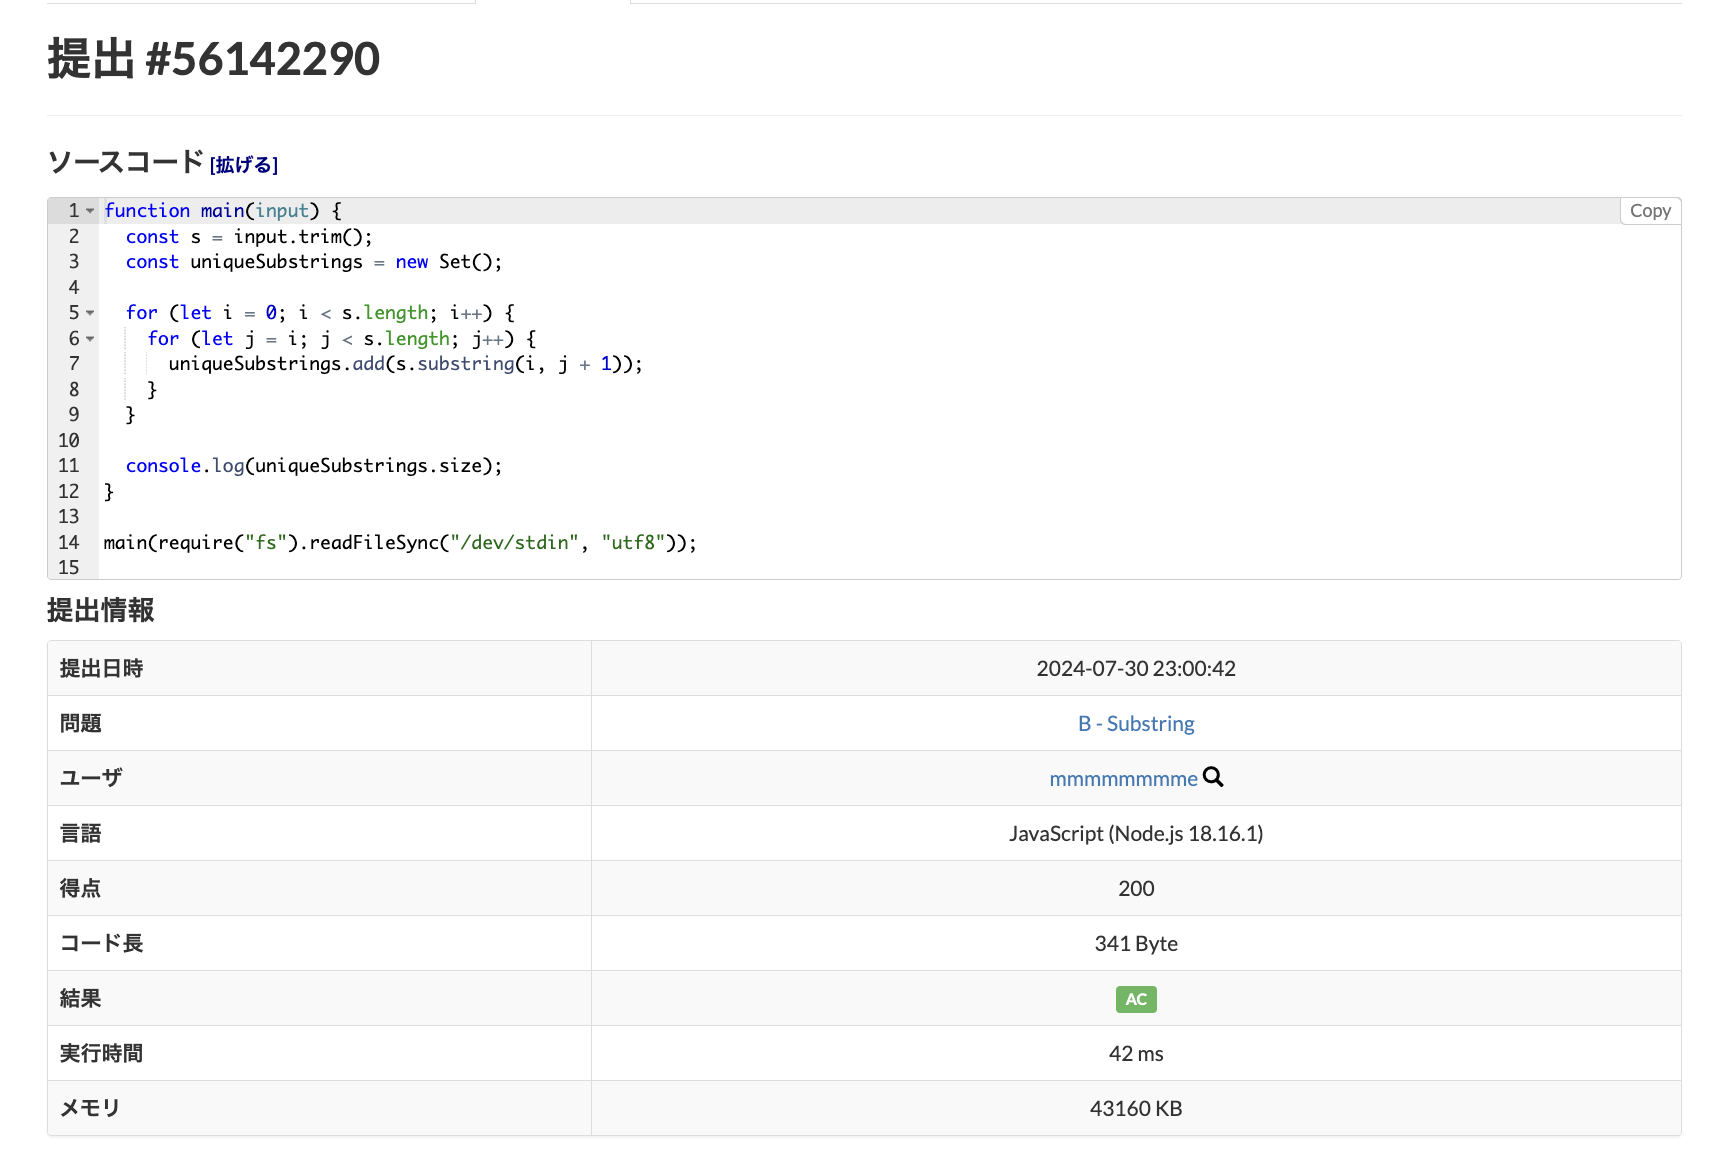 提出 #56142290
ソースコード [拡げる]
Copy
1 function main(input) {
2   const s = input.trim();
3   const uniqueSubstrings = new Set();
4
5   for (let i = 0; i < s.length; i++) {
6     for (let j = i; j < s.length; j++) {
7       uniqueSubstrings.add(s.substring(i, j + 1));
8     }
9   }
10
11   console.log(uniqueSubstrings.size);
12 }
13
14 main(require("fs").readFileSync("/dev/stdin", "utf8"));
15
提出情報
提出日時 2024-07-30 23:00:42
問題 B - Substring
ユーザ mmmmmmmme
言語 JavaScript (Node.js 18.16.1)
得点 200
コード長 341 Byte
結果 AC
実行時間 42 ms
メモリ 43160 KB